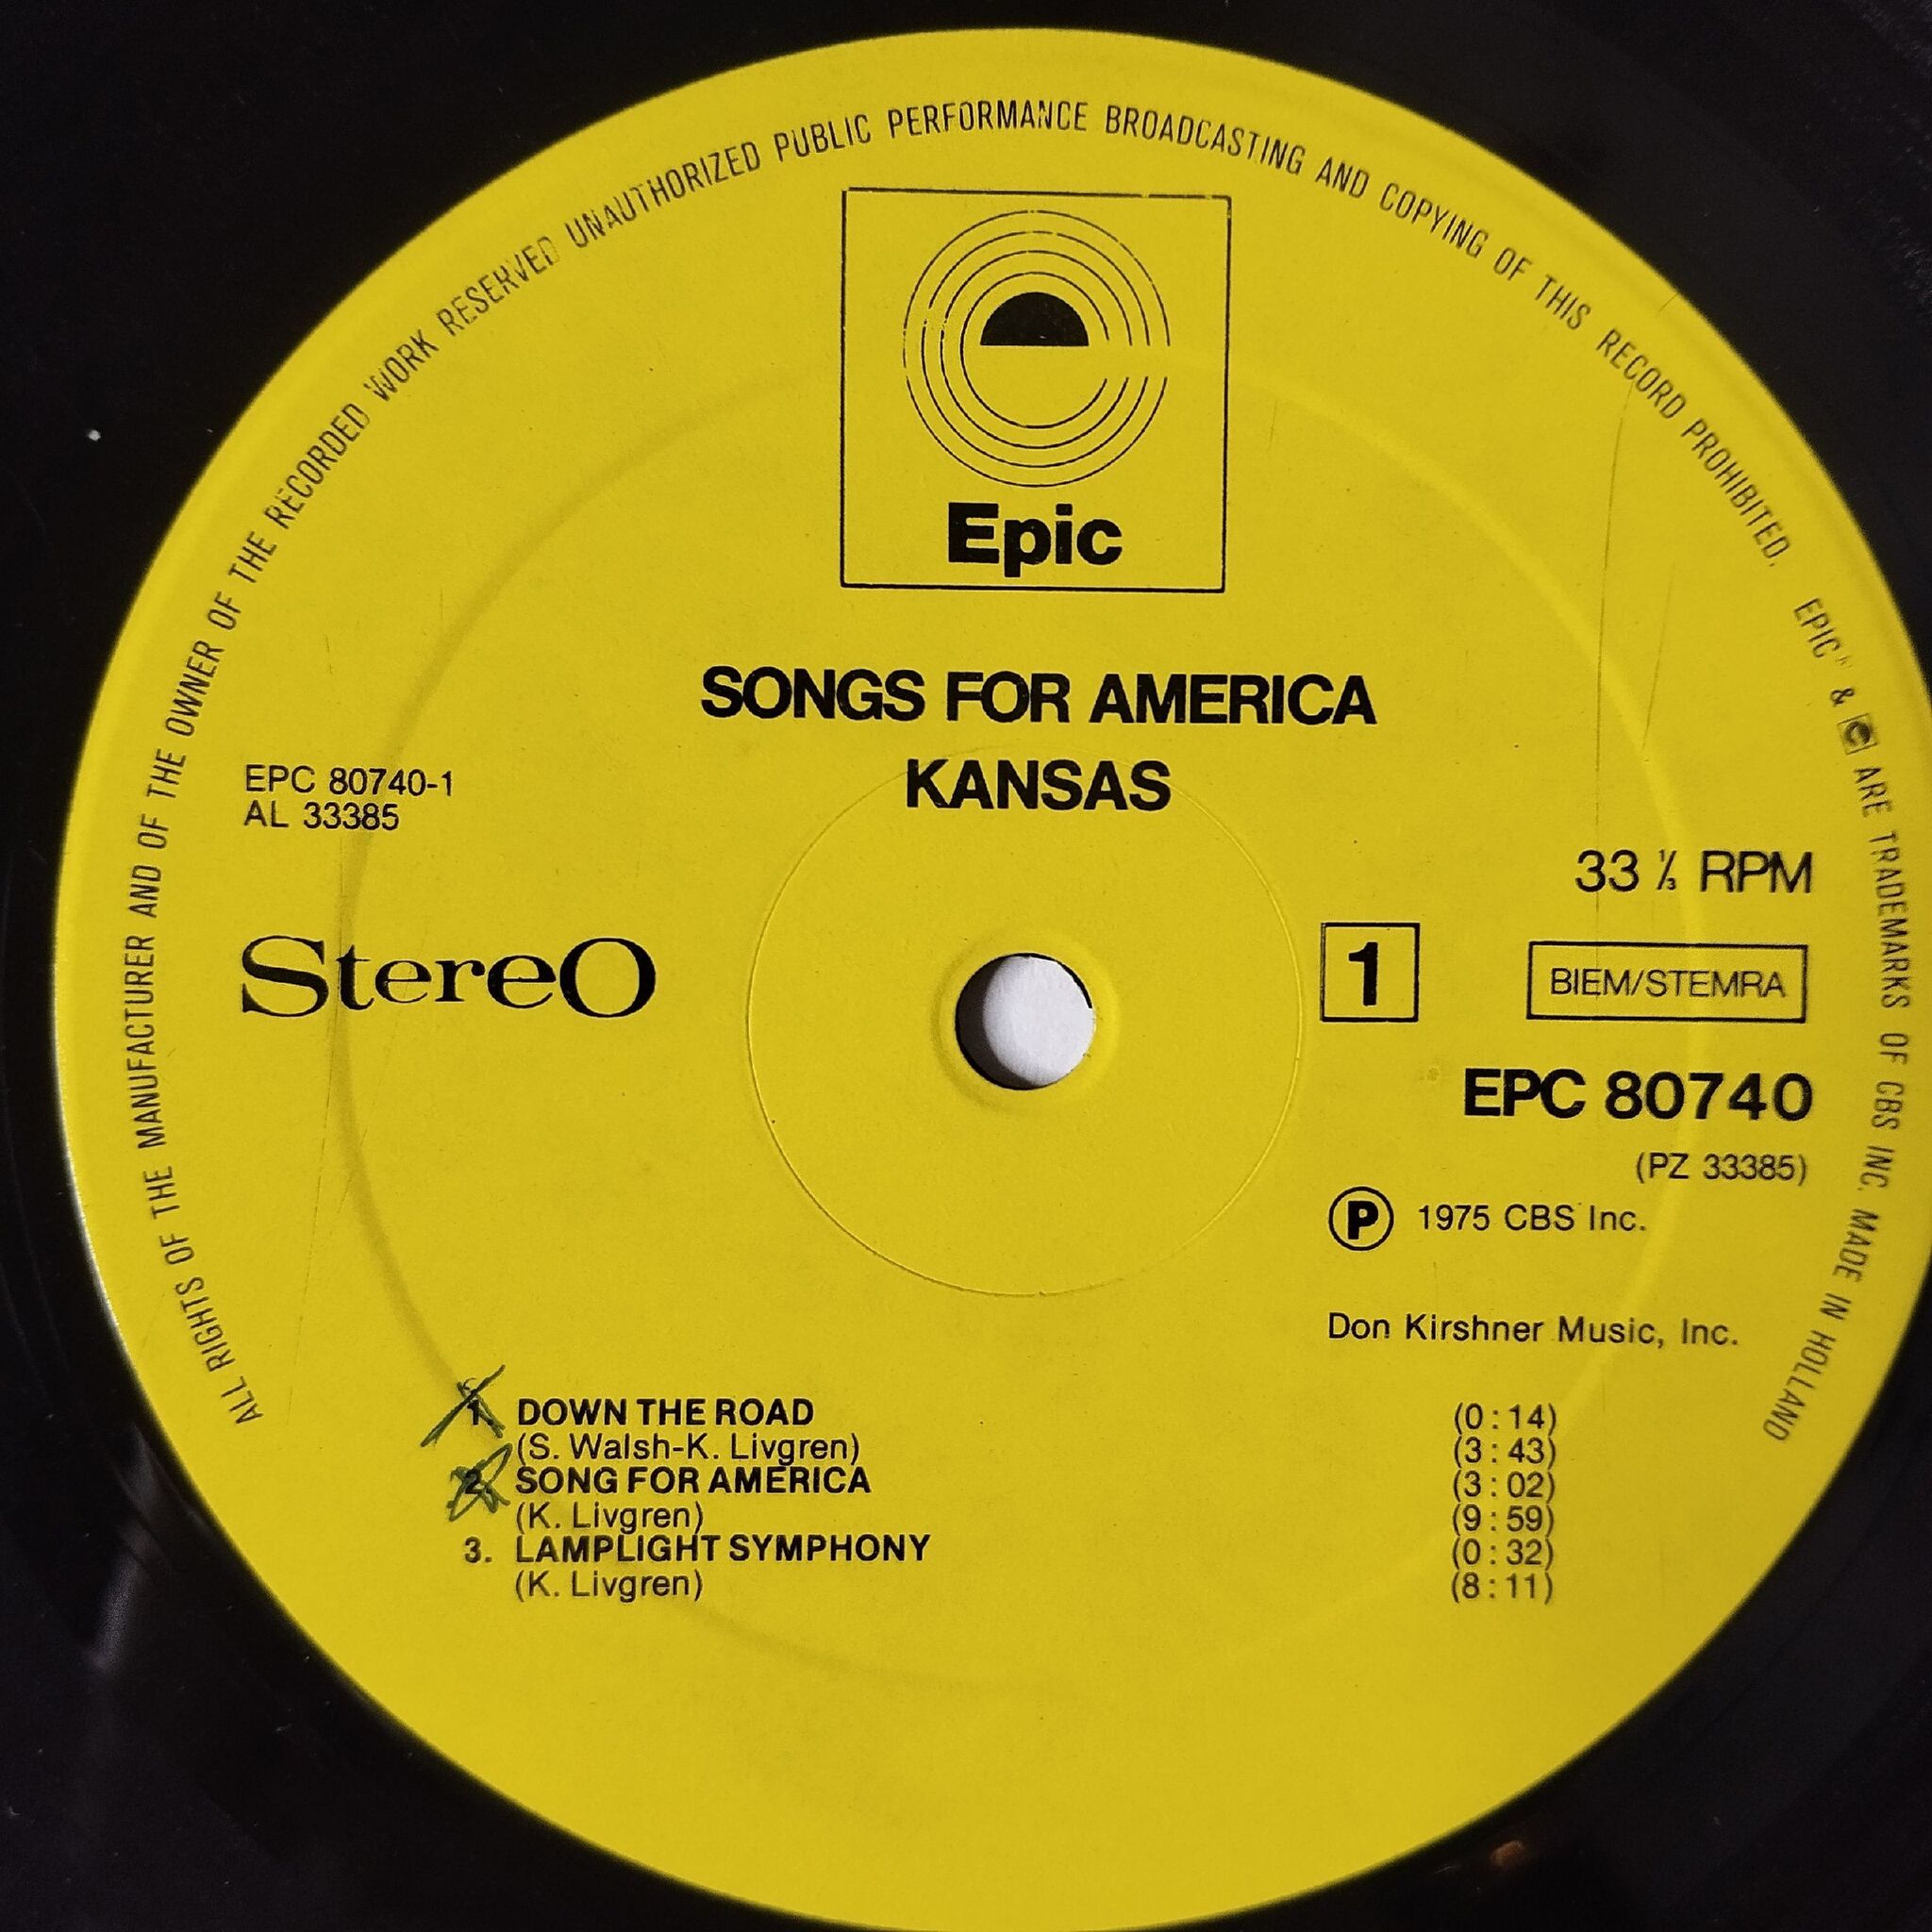 ALL RIGHTS OF THE MANUFACTURER AND OF THE OWNER OF THE RECORDED WORK RESERVED UNAUTHORIZED PUBLIC PERFORMANCE BROADCASTING AND COPYING OF THIS RECORD PROHIBITED. EPIC® & e ARE TRADEMARKS OF CBS INC. MADE IN HOLLAND
Epic
SONGS FOR AMERICA
KANSAS
EPC 80740-1
AL 33385
33 ⅓ RPM
Stereo
1
BIEM/STEMRA
EPC 80740
(PZ 33385)
Ⓟ 1975 CBS Inc.
Don Kirshner Music, Inc.
1. DOWN THE ROAD (0:14)
(S. Walsh-K. Livgren) (3:43)
2. SONG FOR AMERICA (3:02)
(K. Livgren) (9:59)
3. LAMPLIGHT SYMPHONY (0:32)
(K. Livgren) (8:11)